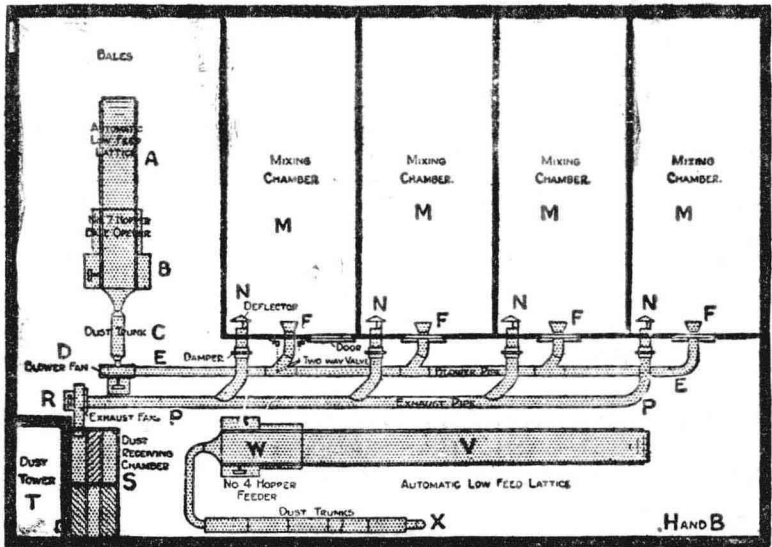 BALES
AUTOMATIC
LOW FEED
LATTICE
A
No 7 HOPPER
BALE OPENER
B
DUST TRUNK C
D
BLOWER FAN
E
MIXING
CHAMBER
M
MIXING
CHAMBER.
M
MIXING
CHAMBER
M
MIXING
CHAMBER.
M
N
DEFLECTOR
F
N
F
N
F
N
F
DOOR
DAMPER
TWO WAY VALVE
BLOWER PIPE
E
R
EXHAUST FAN
P
EXHAUST PIPE
P
DUST
TOWER
T
DUST
RECEIVING
CHAMBER
S
W
V
No 4 HOPPER
FEEDER
AUTOMATIC LOW FEED LATTICE
DUST TRUNKS
X
H AND B